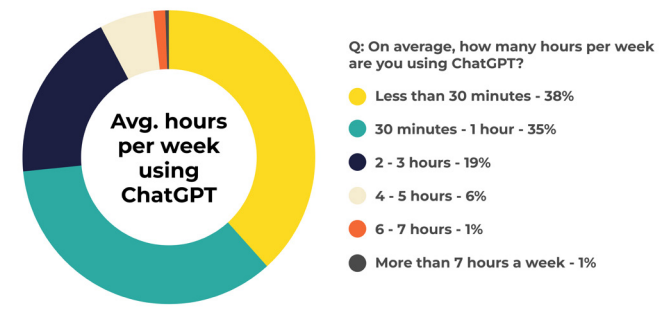 Avg. hours
per week
using
ChatGPT
Q: On average, how many hours per week
are you using ChatGPT?
Less than 30 minutes - 38%
30 minutes - 1 hour - 35%
2 - 3 hours - 19%
4 - 5 hours - 6%
6 - 7 hours - 1%
More than 7 hours a week - 1%